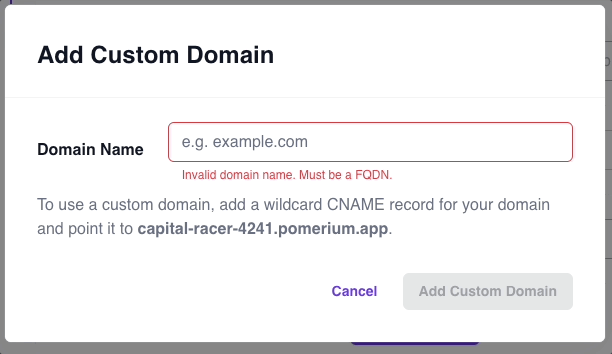 Add Custom Domain
Domain Name
e.g. example.com
Invalid domain name. Must be a FQDN.
To use a custom domain, add a wildcard CNAME record for your domain
and point it to capital-racer-4241.pomerium.app.
Cancel
Add Custom Domain